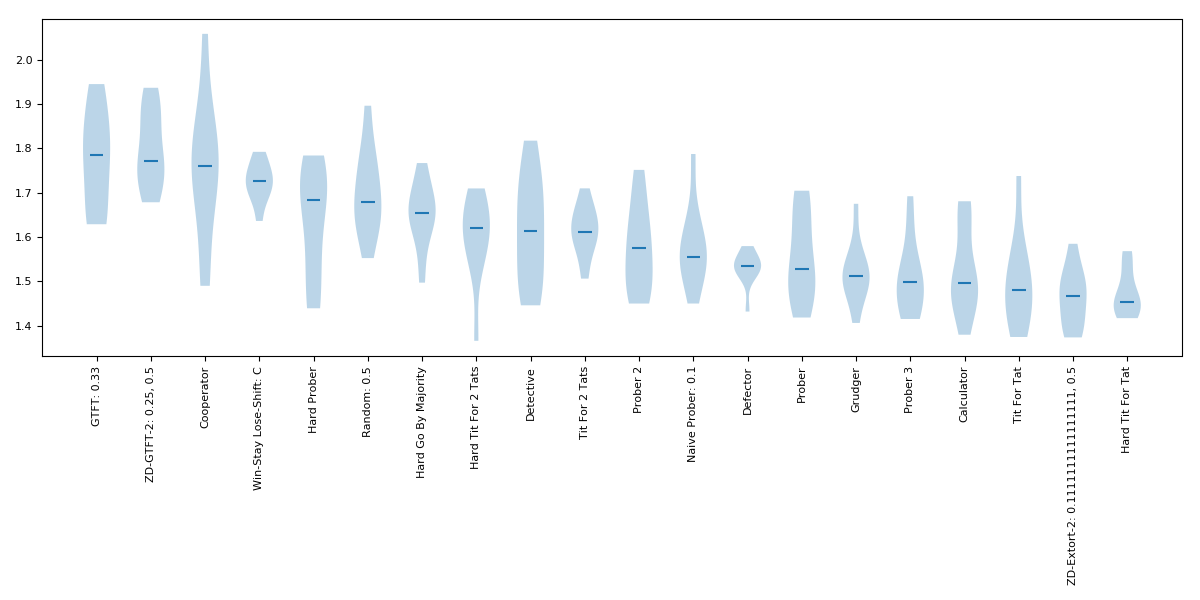 2.0
1.9
1.8
1.7
1.6
1.5
1.4
GTFT: 0.33
ZD-GTFT-2: 0.25, 0.5
Cooperator
Win-Stay Lose-Shift: C
Hard Prober
Random: 0.5
Hard Go By Majority
Hard Tit For 2 Tats
Detective
Tit For 2 Tats
Prober 2
Naive Prober: 0.1
Defector
Prober
Grudger
Prober 3
Calculator
Tit For Tat
ZD-Extort-2: 0.1111111111111111, 0.5
Hard Tit For Tat